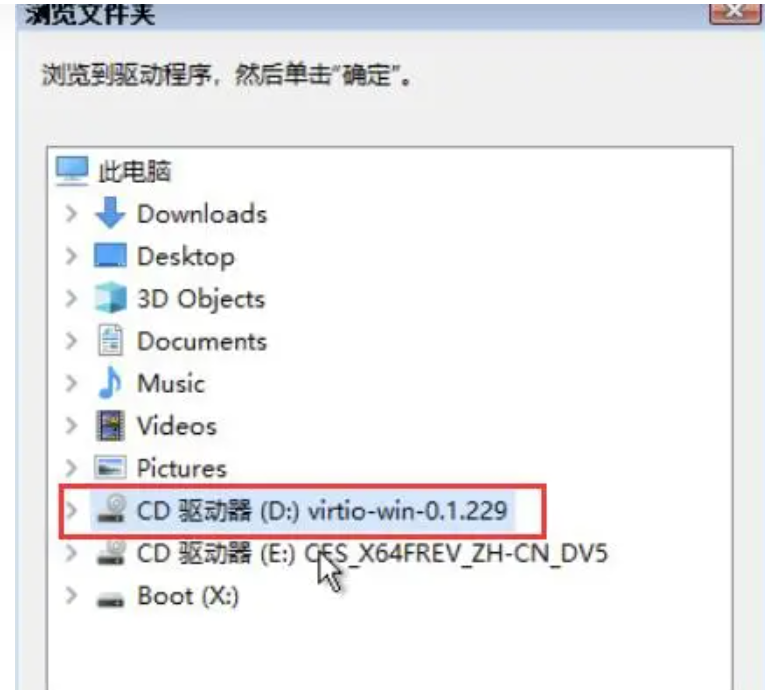 浏览文件夹
浏览到驱动程序，然后单击“确定”。
此电脑
Downloads
Desktop
3D Objects
Documents
Music
Videos
Pictures
CD 驱动器 (D:) virtio-win-0.1.229
CD 驱动器 (E:) CES_X64FREV_ZH-CN_DV5
Boot (X:)